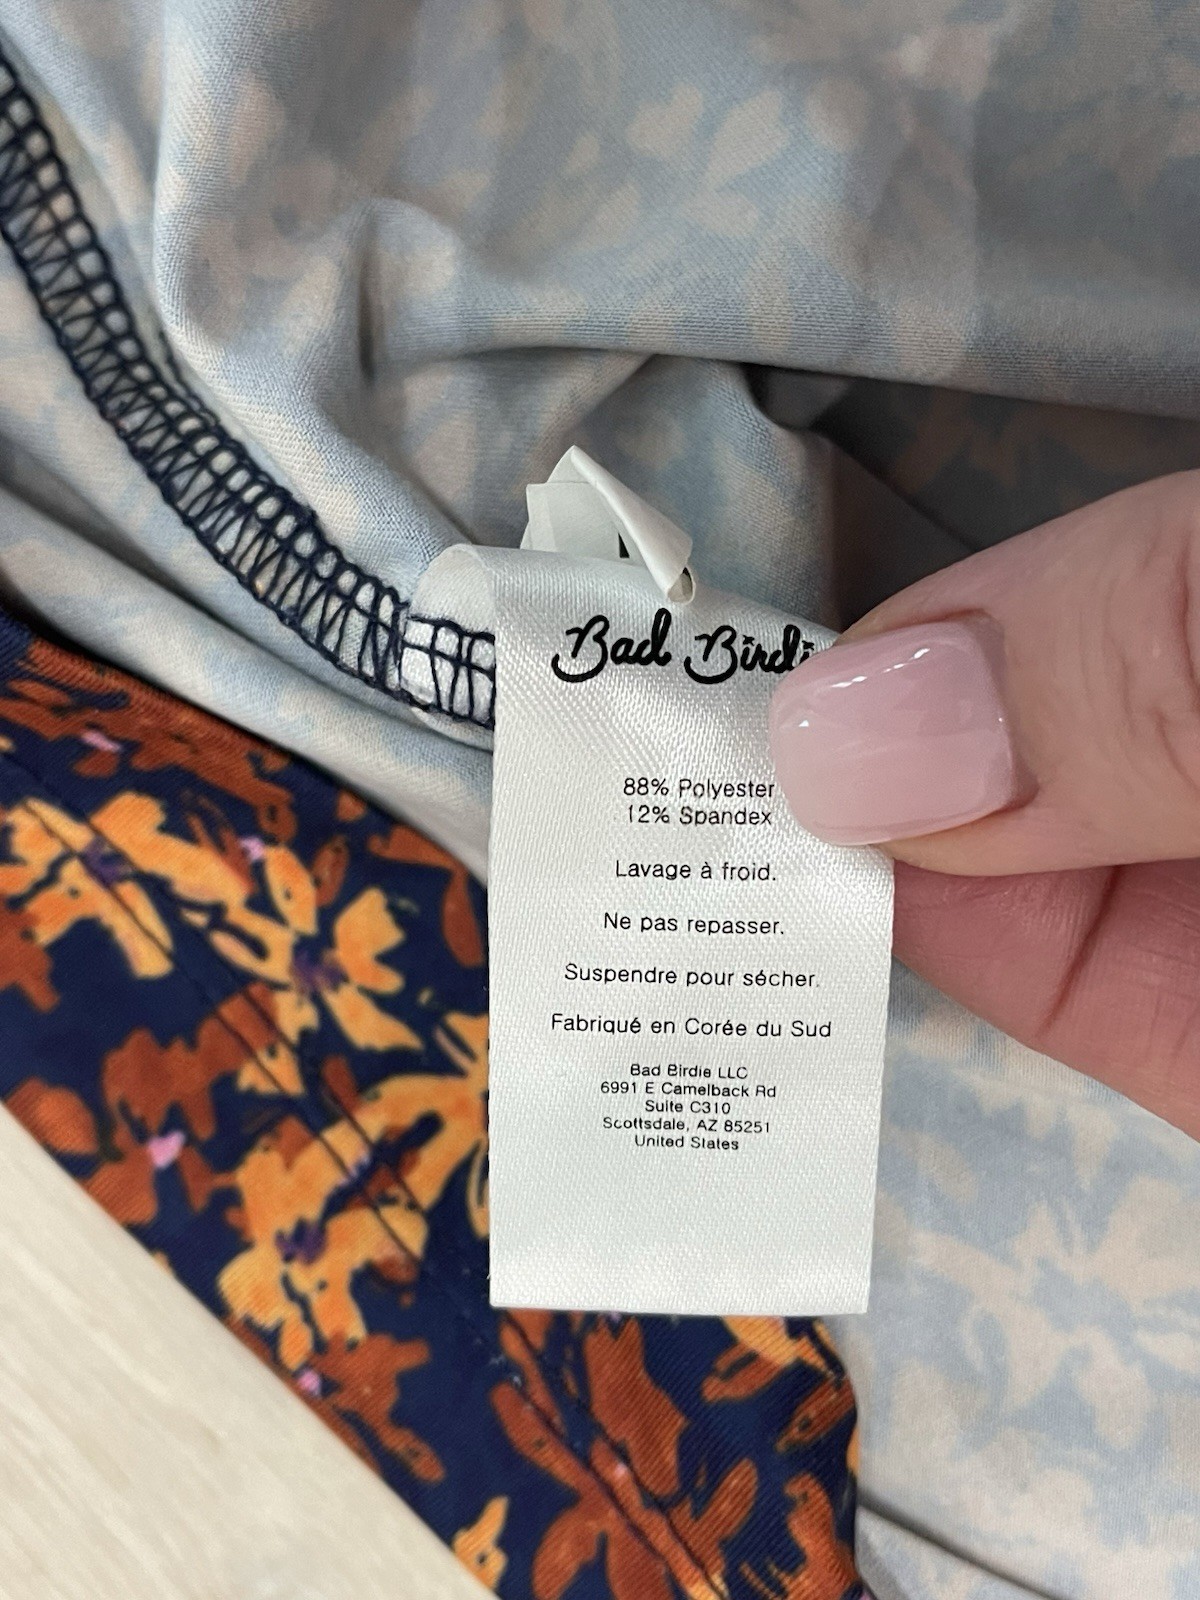 Bad Birdi
88% Polyester
12% Spandex
Lavage à froid.
Ne pas repasser.
Suspendre pour sécher.
Fabriqué en Corée du Sud
Bad Birdie LLC
6991 E Camelback Rd
Suite C310
Scottsdale, AZ 85251
United States